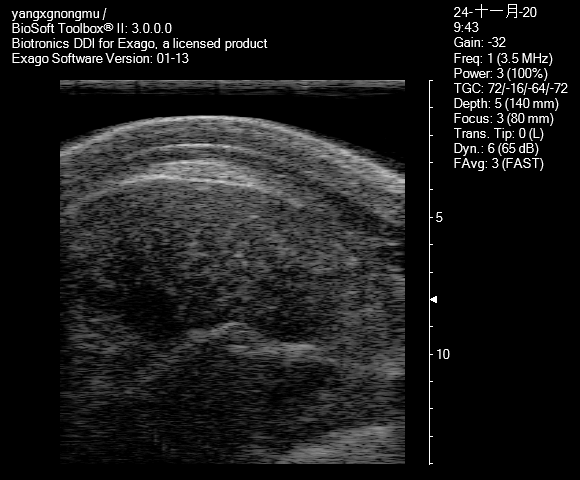 yangxgnongmu /
BioSoft Toolbox® II: 3.0.0.0
Biotronics DDI for Exago, a licensed product
Exago Software Version: 01-13
24-十一月-20
9:43
Gain: -32
Freq: 1 (3.5 MHz)
Power: 3 (100%)
TGC: 72/-16/-64/-72
Depth: 5 (140 mm)
Focus: 3 (80 mm)
Trans. Tip: 0 (L)
Dyn.: 6 (65 dB)
FAvg: 3 (FAST)
5
10